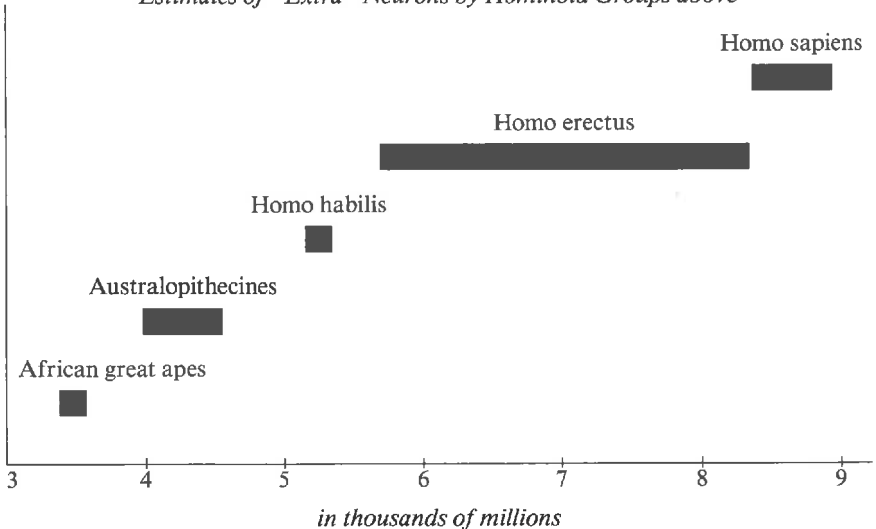 Estimates of "Extra" Neurons by Hominoid Groups above
Homo sapiens
Homo erectus
Homo habilis
Australopithecines
African great apes
3 4 5 6 7 8 9
in thousands of millions